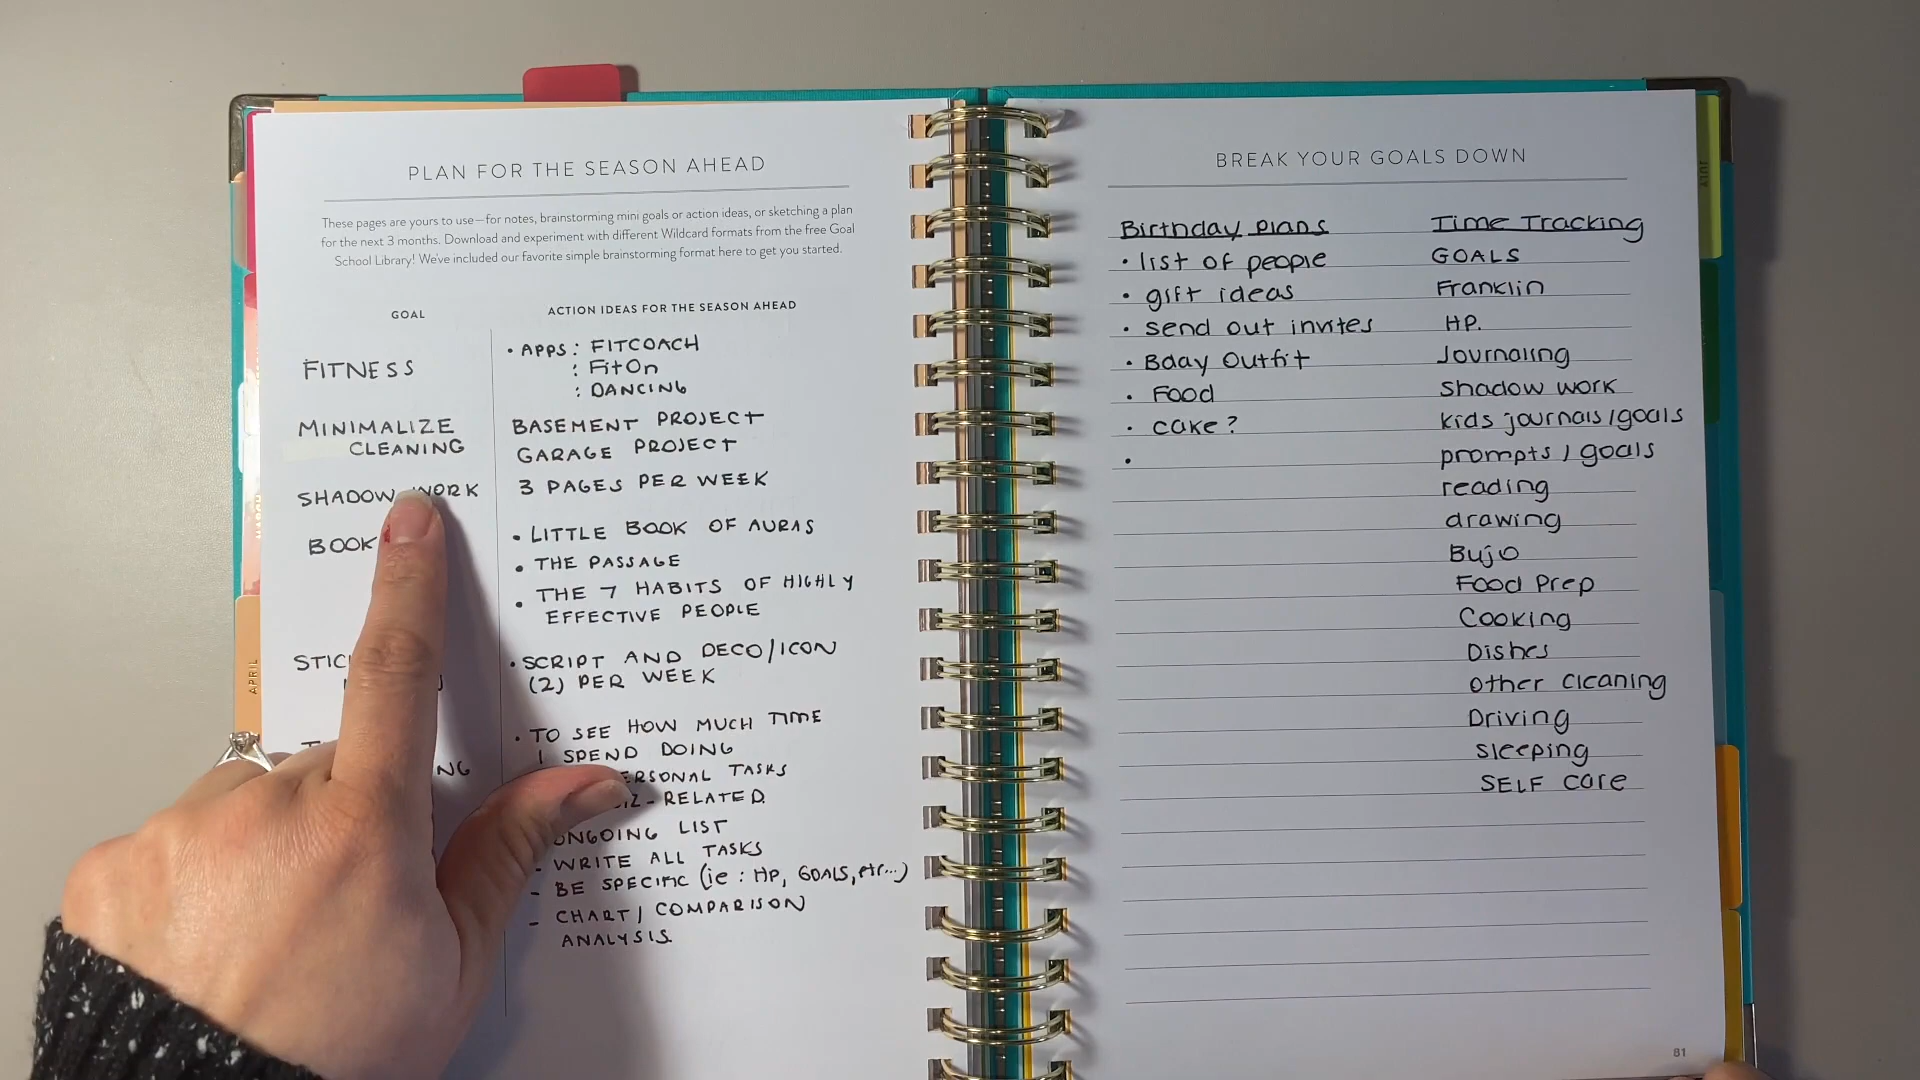 PLAN FOR THE SEASON AHEAD
These pages are yours to use—for notes, brainstorming mini goals or action ideas, or sketching a plan
for the next 3 months. Download and experiment with different Wildcard formats from the free Goal
School Library! We've included our favorite simple brainstorming format here to get you started.
GOAL
ACTION IDEAS FOR THE SEASON AHEAD
FITNESS
• APPS: FITCOACH
: FitOn
: DANCING
MINIMALIZE
CLEANING
BASEMENT PROJECT
GARAGE PROJECT
SHADOW WORK
3 PAGES PER WEEK
BOOK
• LITTLE BOOK OF AURAS
• THE PASSAGE
• THE 7 HABITS OF HIGHLY
EFFECTIVE PEOPLE
• SCRIPT AND DECO/ICON
(2) PER WEEK
• TO SEE HOW MUCH TIME
I SPEND DOING
TASKS
RELATED
ONGOING LIST
- WRITE ALL TASKS
- BE SPECIFIC (ie: HP, GOALS, etc...)
- CHART/COMPARISON
ANALYSIS
BREAK YOUR GOALS DOWN
Birthday Plans
• list of people
• gift ideas
• send out invites
• Bday Outfit
• Food
• cake?
•
Time Tracking
GOALS
Franklin
HP.
Journaling
Shadow work
kids journals/goals
prompts/goals
reading
drawing
Bujo
Food Prep
Cooking
Dishes
other cleaning
Driving
Sleeping
SELF Care
81
APRIL
JULY